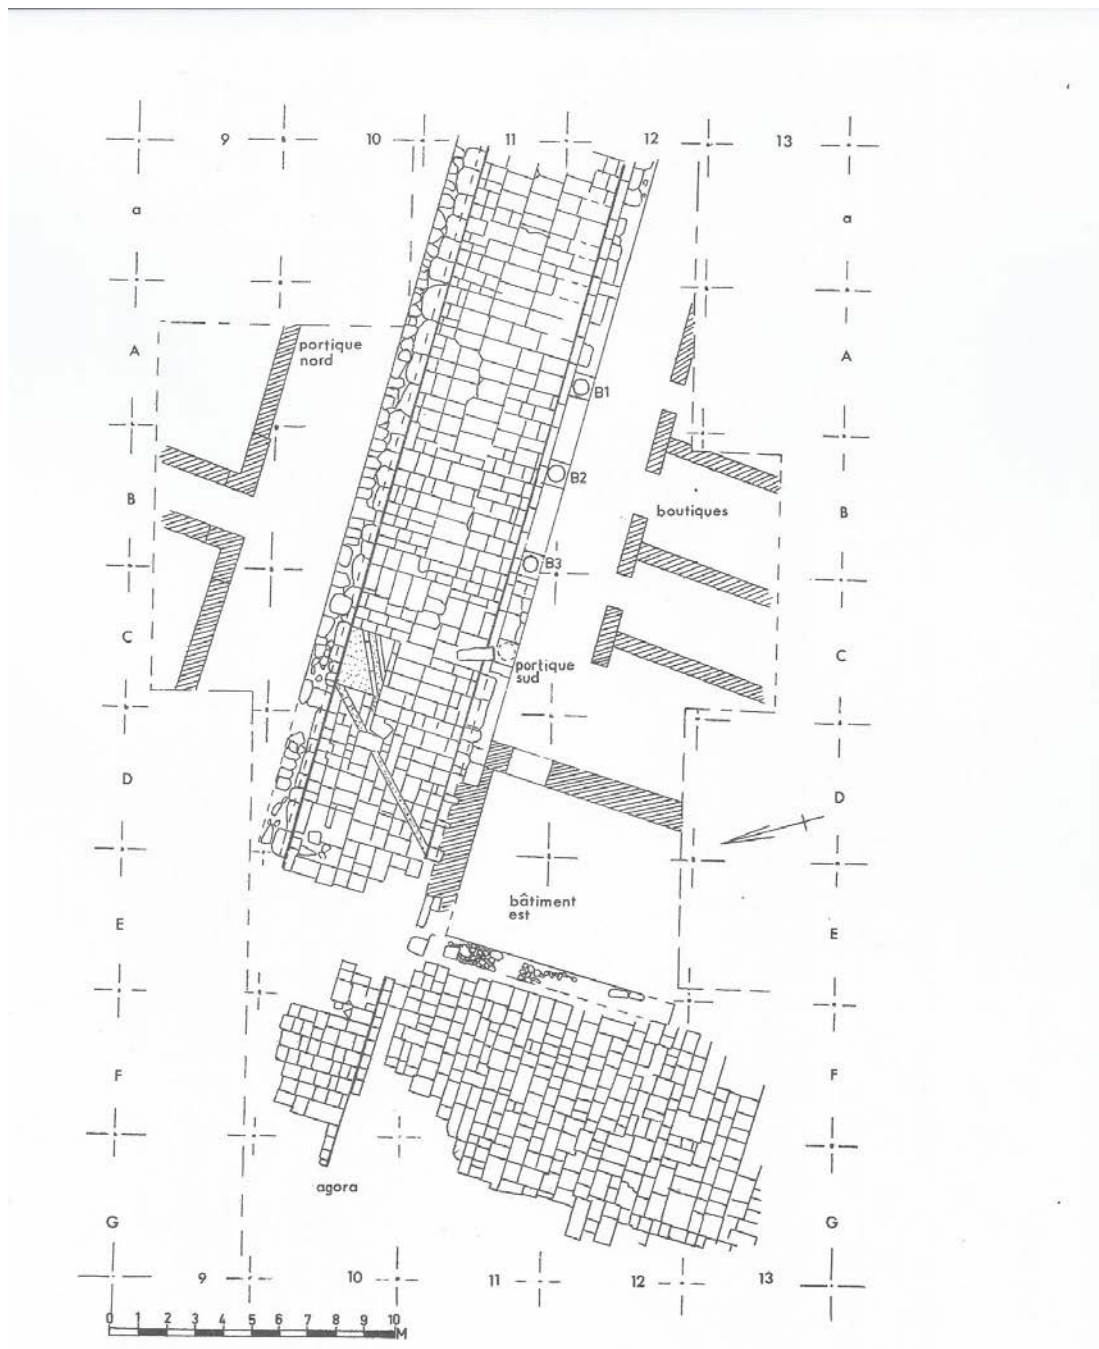 9 10 11 12 13
a a
A A
portique
nord
B1
B2
B B
boutiques
B3
C C
portique
sud
D D
bâtiment
est
E E
F F
agora
G G
9 10 11 12 13
0 1 2 3 4 5 6 7 8 9 10
M